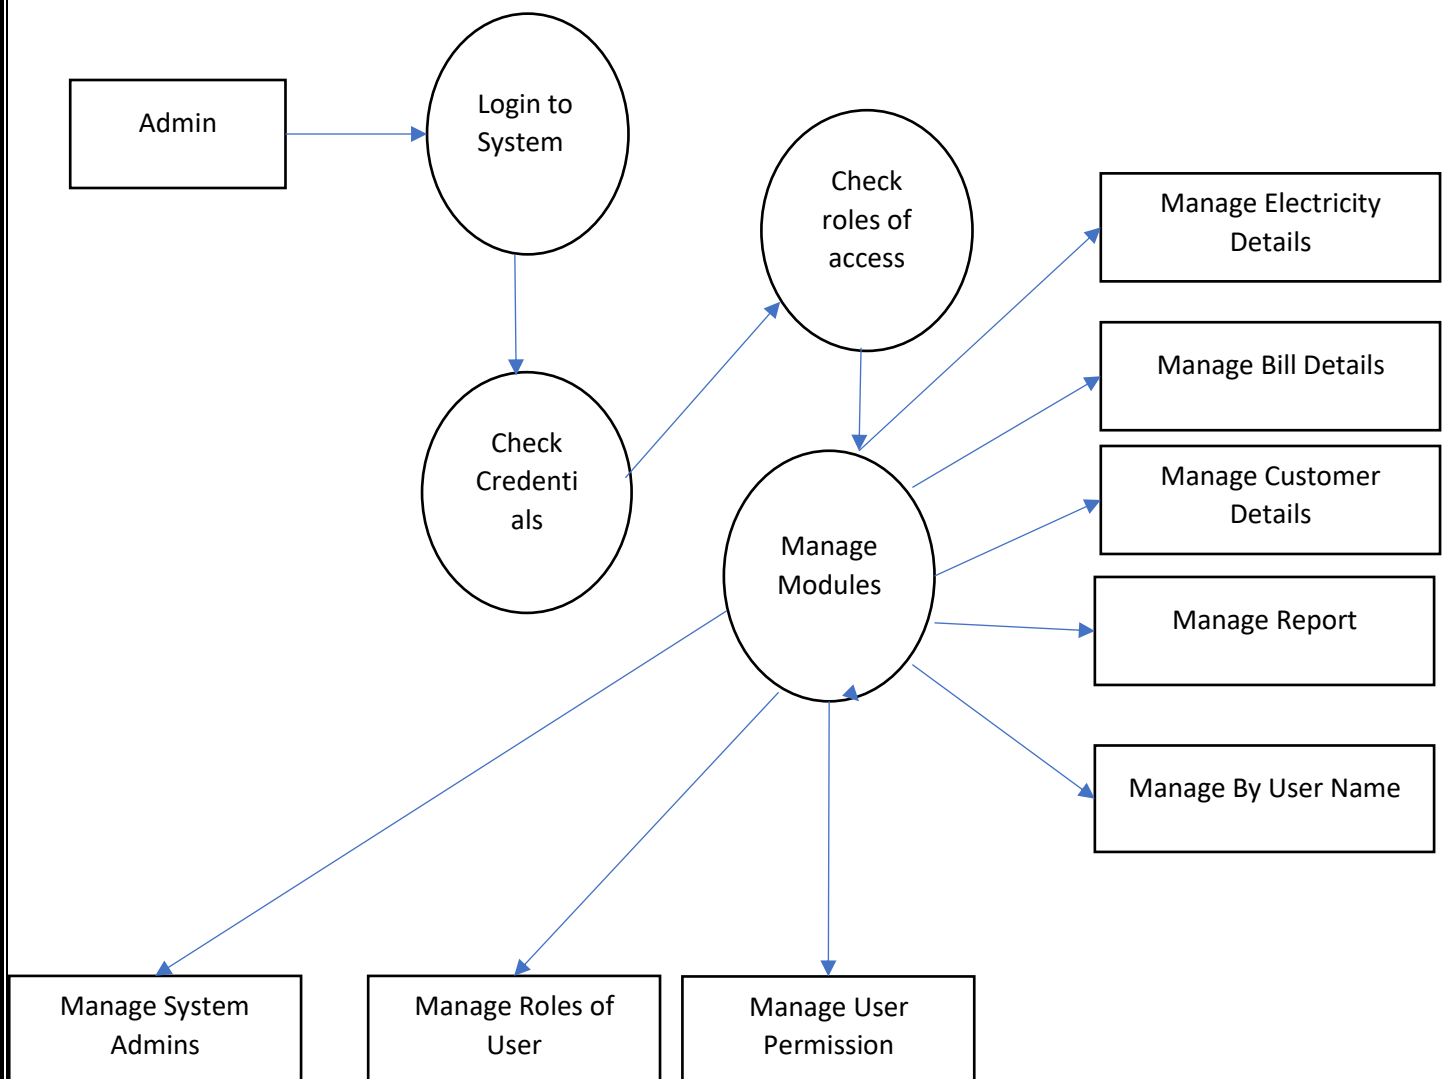 Admin
Login to
System
Check
roles of
access
Manage Electricity
Details
Manage Bill Details
Check
Credenti
als
Manage Customer
Details
Manage
Modules
Manage Report
Manage By User Name
Manage System
Admins
Manage Roles of
User
Manage User
Permission